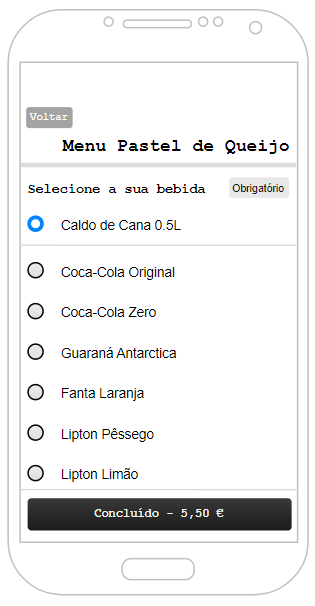 Voltar
Menu Pastel de Queijo
Selecione a sua bebida Obrigatório
Caldo de Cana 0.5L
Coca-Cola Original
Coca-Cola Zero
Guaraná Antarctica
Fanta Laranja
Lipton Pêssego
Lipton Limão
Concluído - 5,50 €